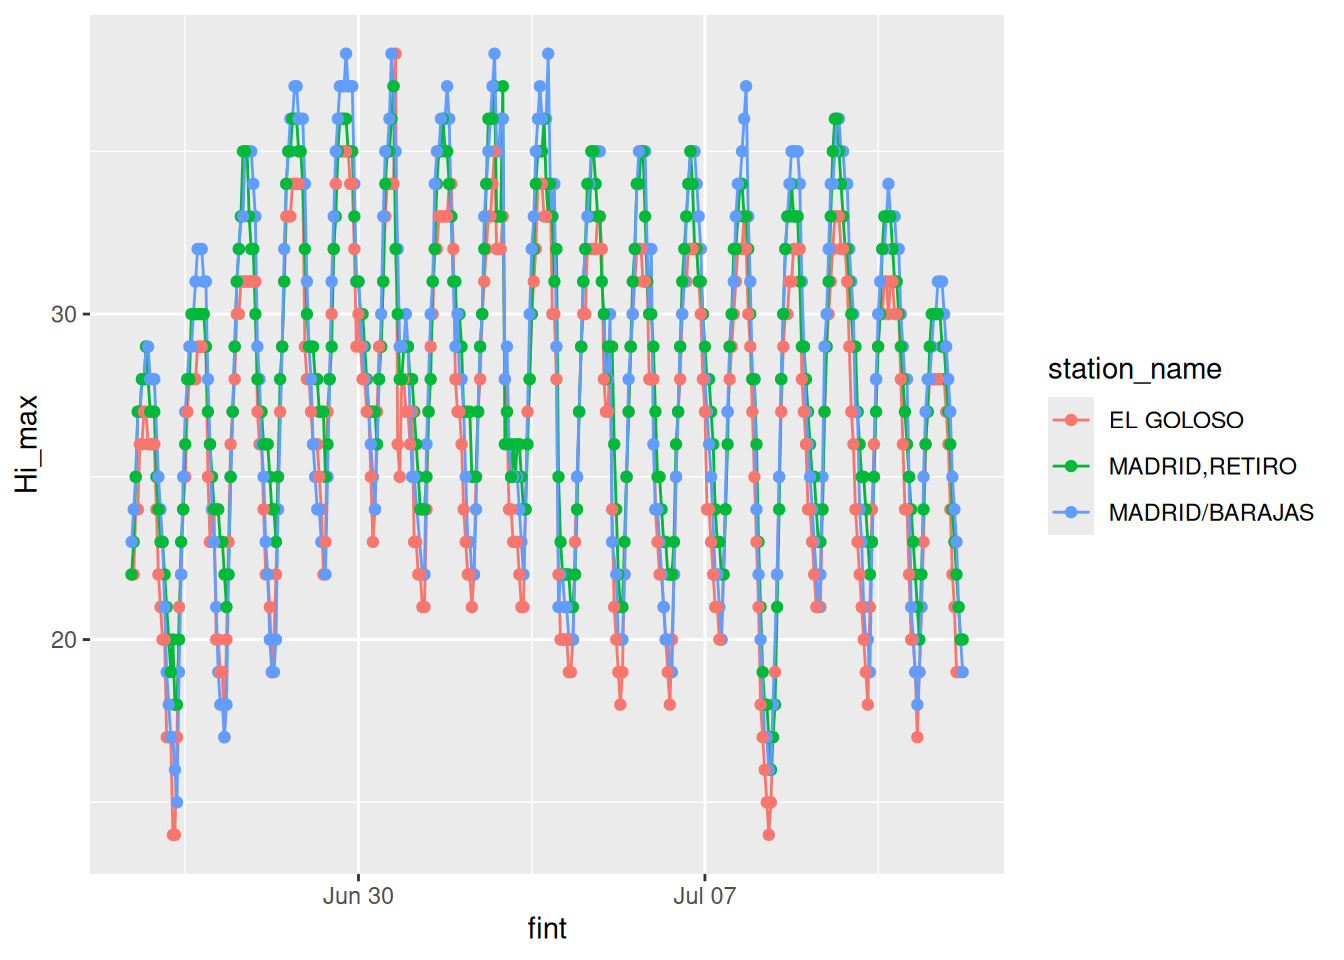 Hi_max
30
20
Jun 30
Jul 07
fint
station_name
EL GOLOSO
MADRID,RETIRO
MADRID/BARAJAS